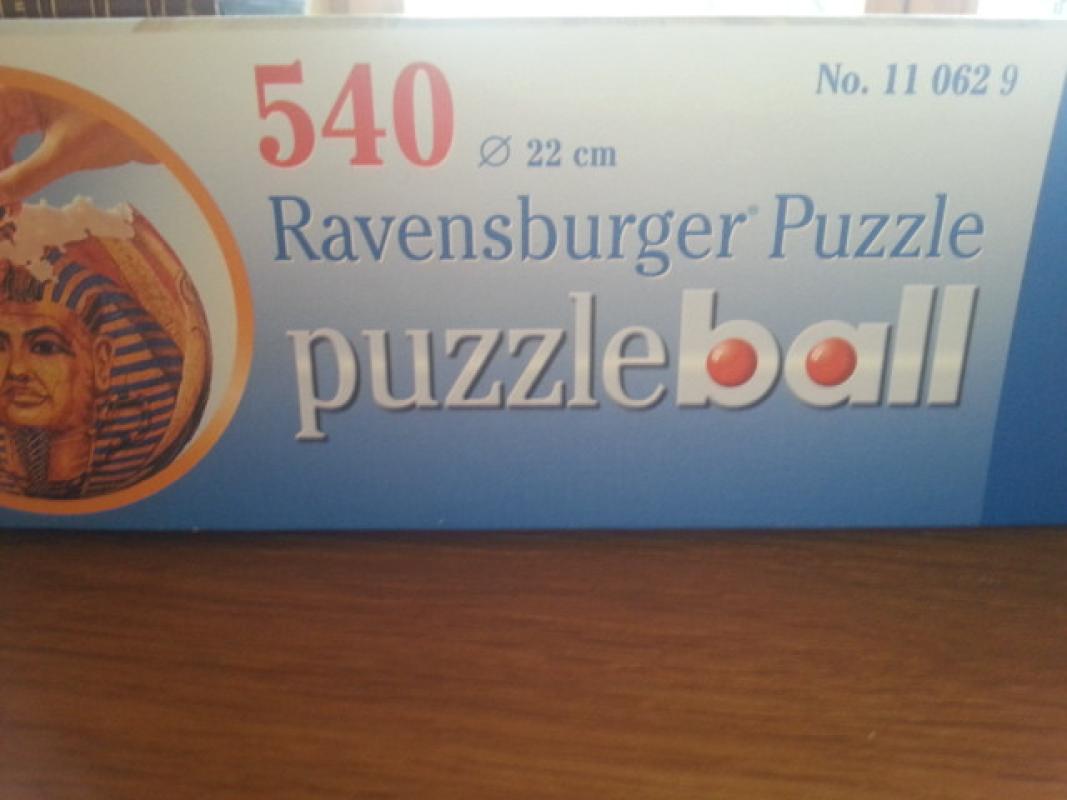 No. 11 062 9
540 Ø 22 cm
Ravensburger® Puzzle
puzzleball